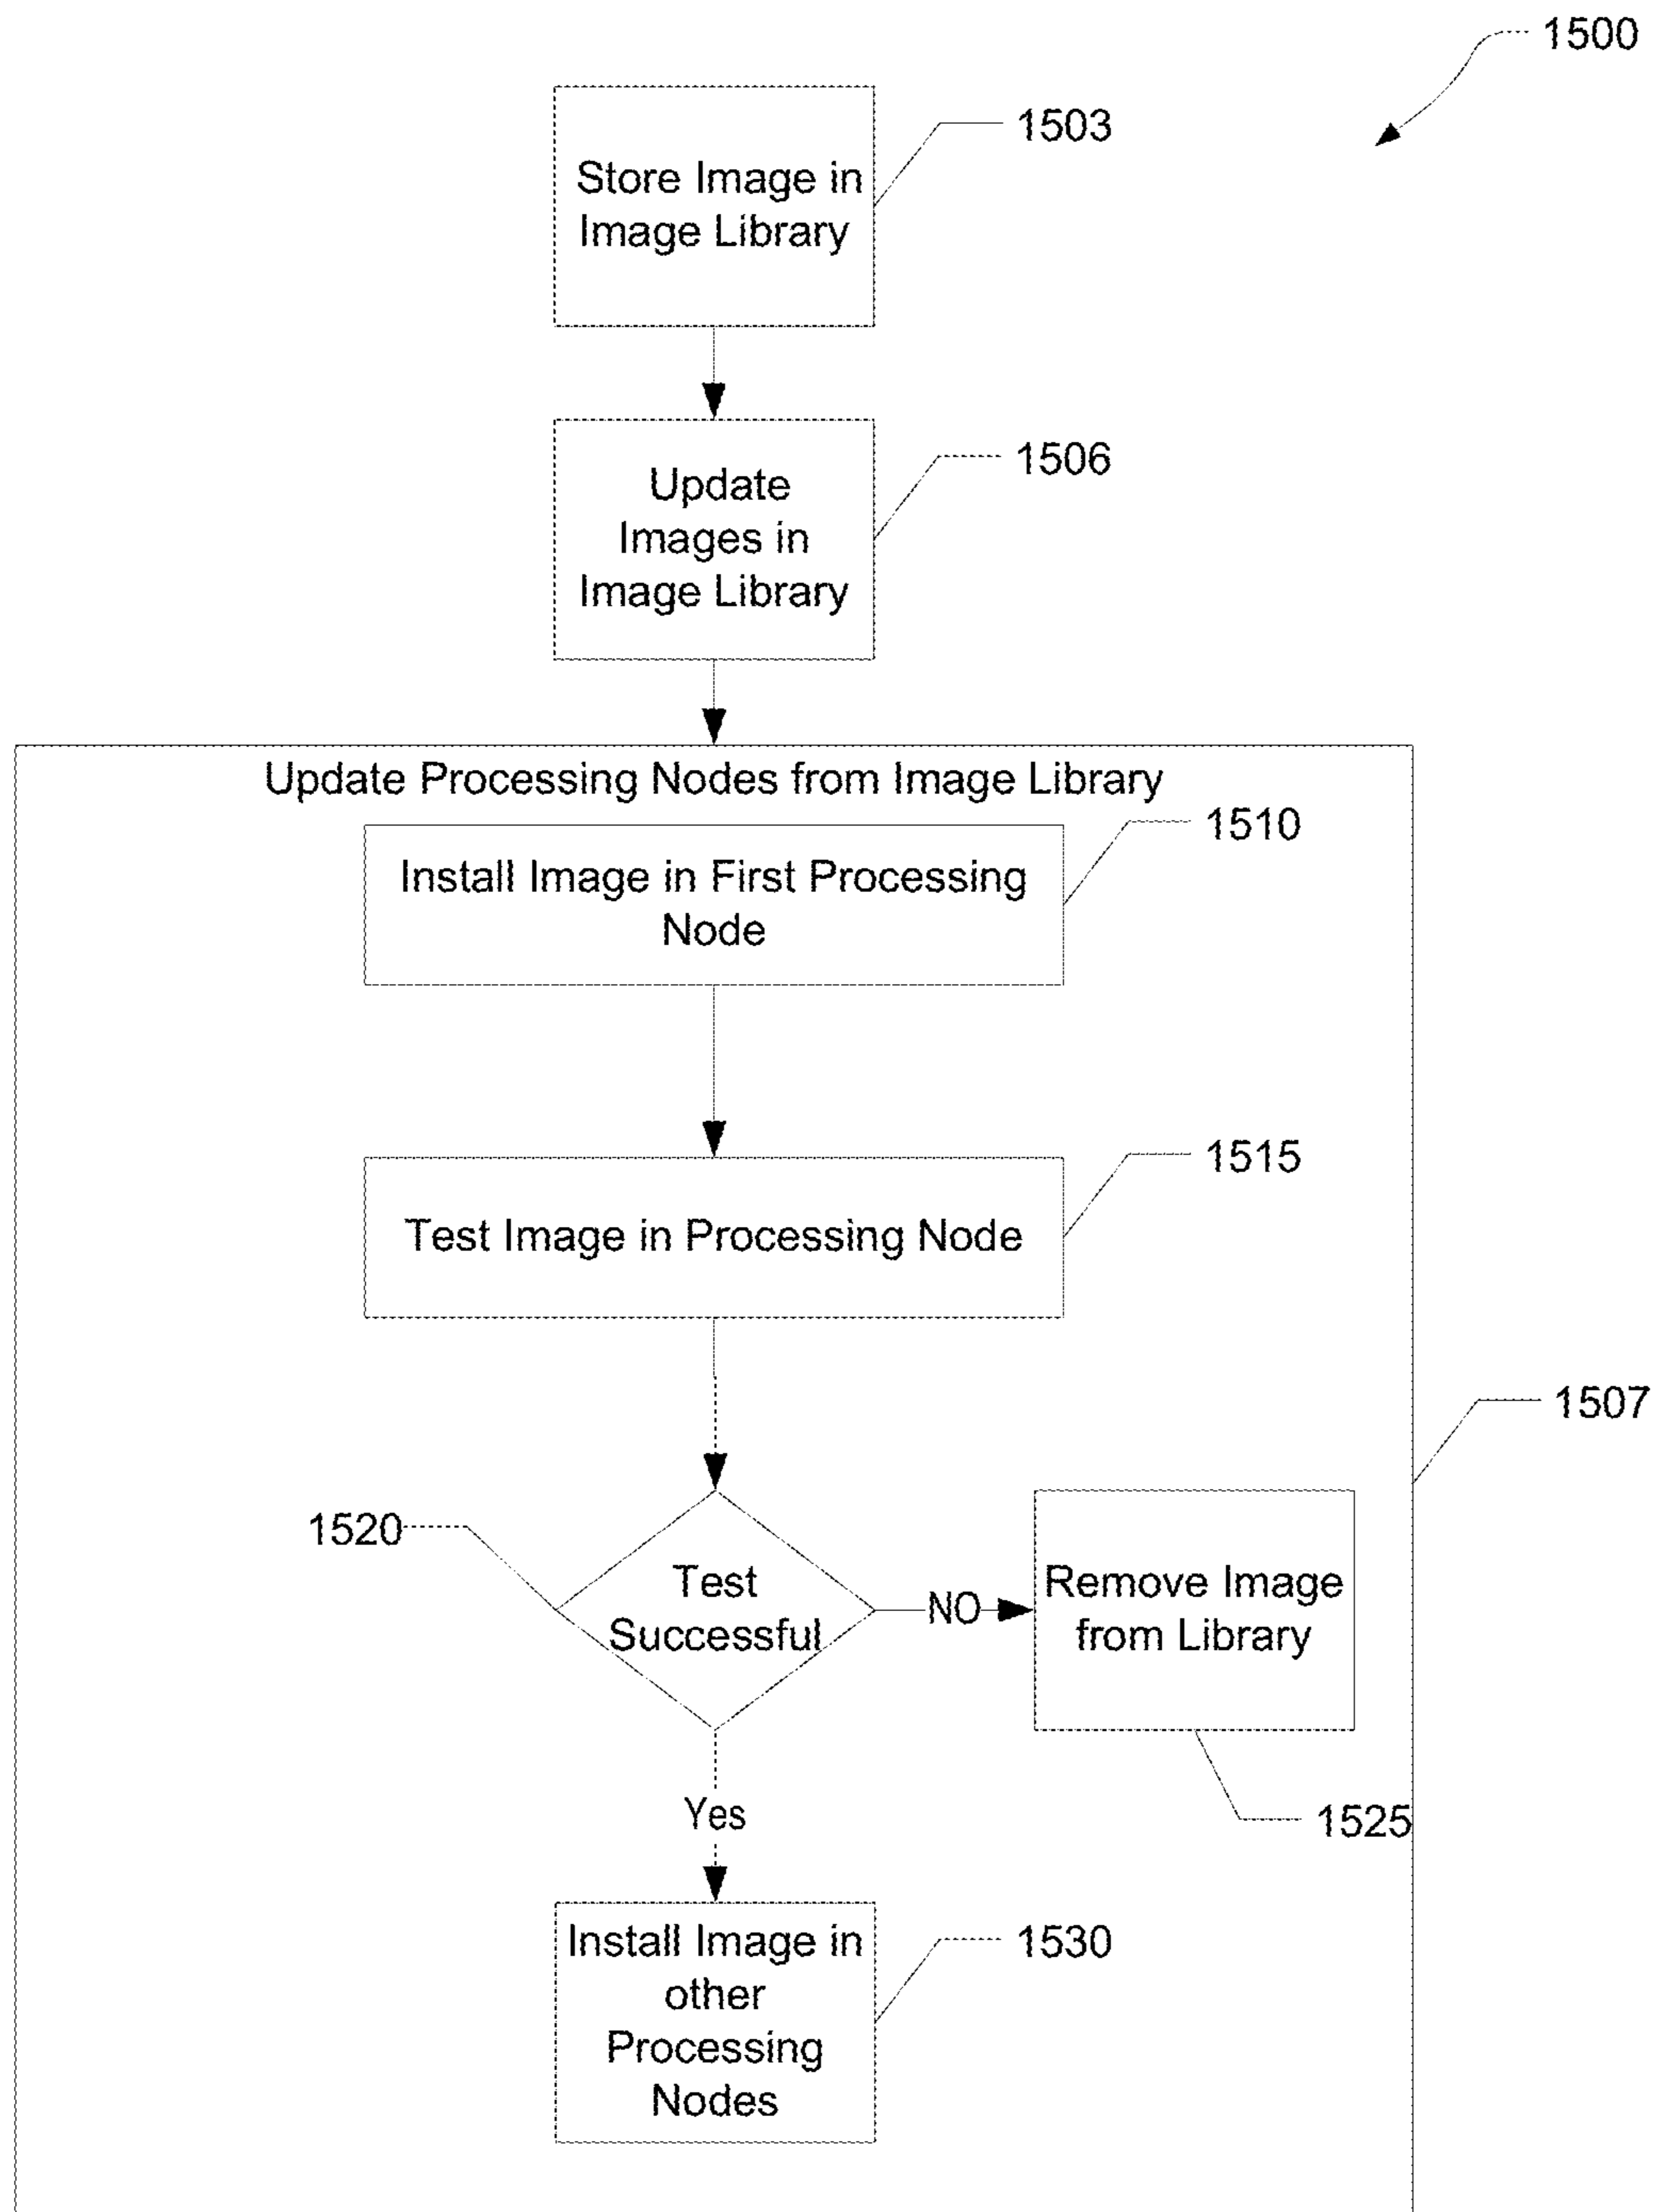 1500
1503
Store Image in
Image Library
1506
Update
Images in
Image Library
Update Processing Nodes from Image Library
1510
Install Image in First Processing
Node
1515
Test Image in Processing Node
1507
1520
Test
Successful
NO
Remove Image
from Library
1525
Yes
Install Image in
other
Processing
Nodes
1530